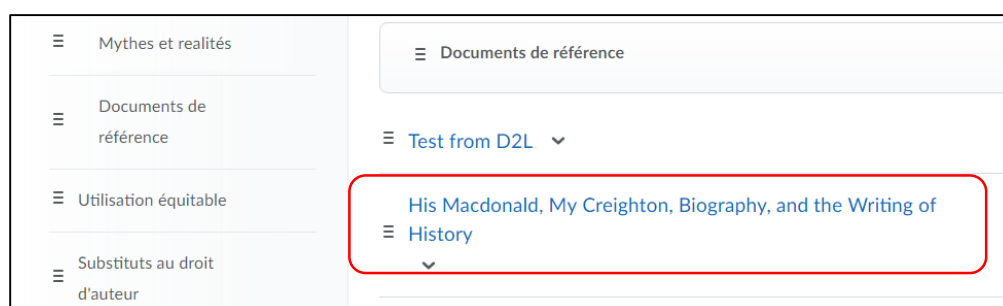 Mythes et realités
Documents de
référence
Utilisation équitable
Substituts au droit
d'auteur
Documents de référence
Test from D2L
His Macdonald, My Creighton, Biography, and the Writing of
History